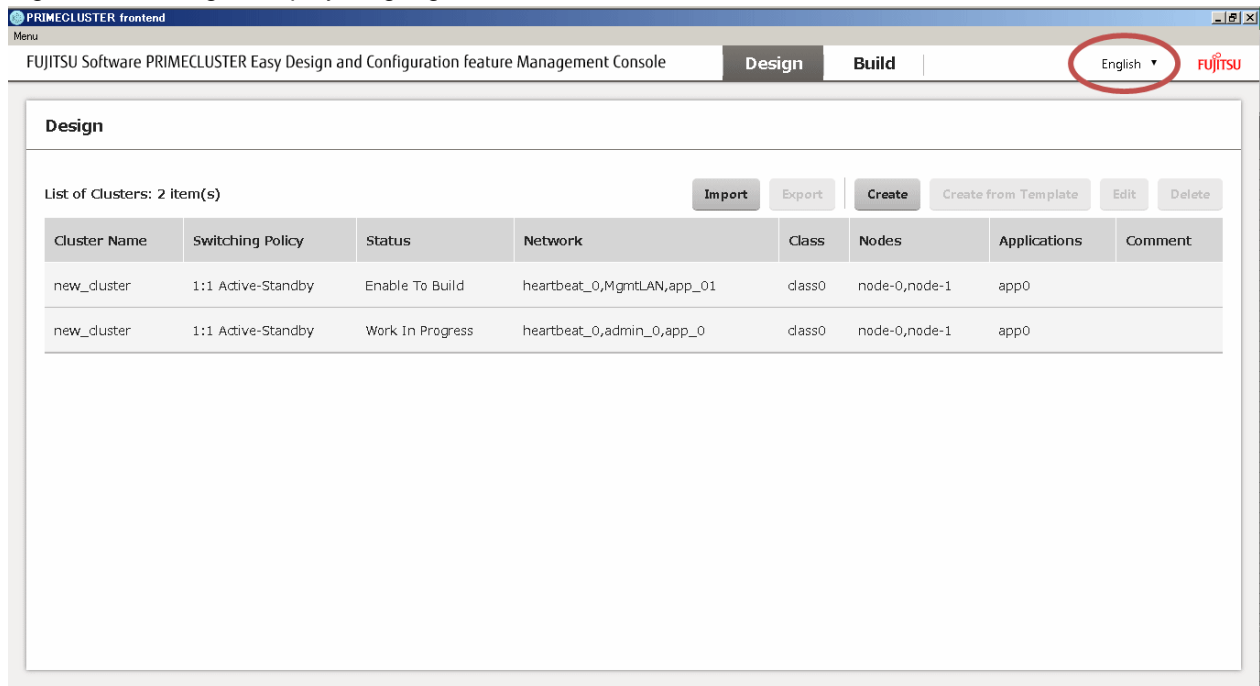 PRIMECLUSTER frontend
Menu
FUJITSU Software PRIMECLUSTER Easy Design and Configuration feature Management Console Design Build English FUJITSU
Design
List of Clusters: 2 item(s) Import Export Create Create from Template Edit Delete
Cluster Name Switching Policy Status Network Class Nodes Applications Comment
new_cluster 1:1 Active-Standby Enable To Build heartbeat_0,MgmtLAN,app_01 class0 node-0,node-1 app0
new_cluster 1:1 Active-Standby Work In Progress heartbeat_0,admin_0,app_0 class0 node-0,node-1 app0